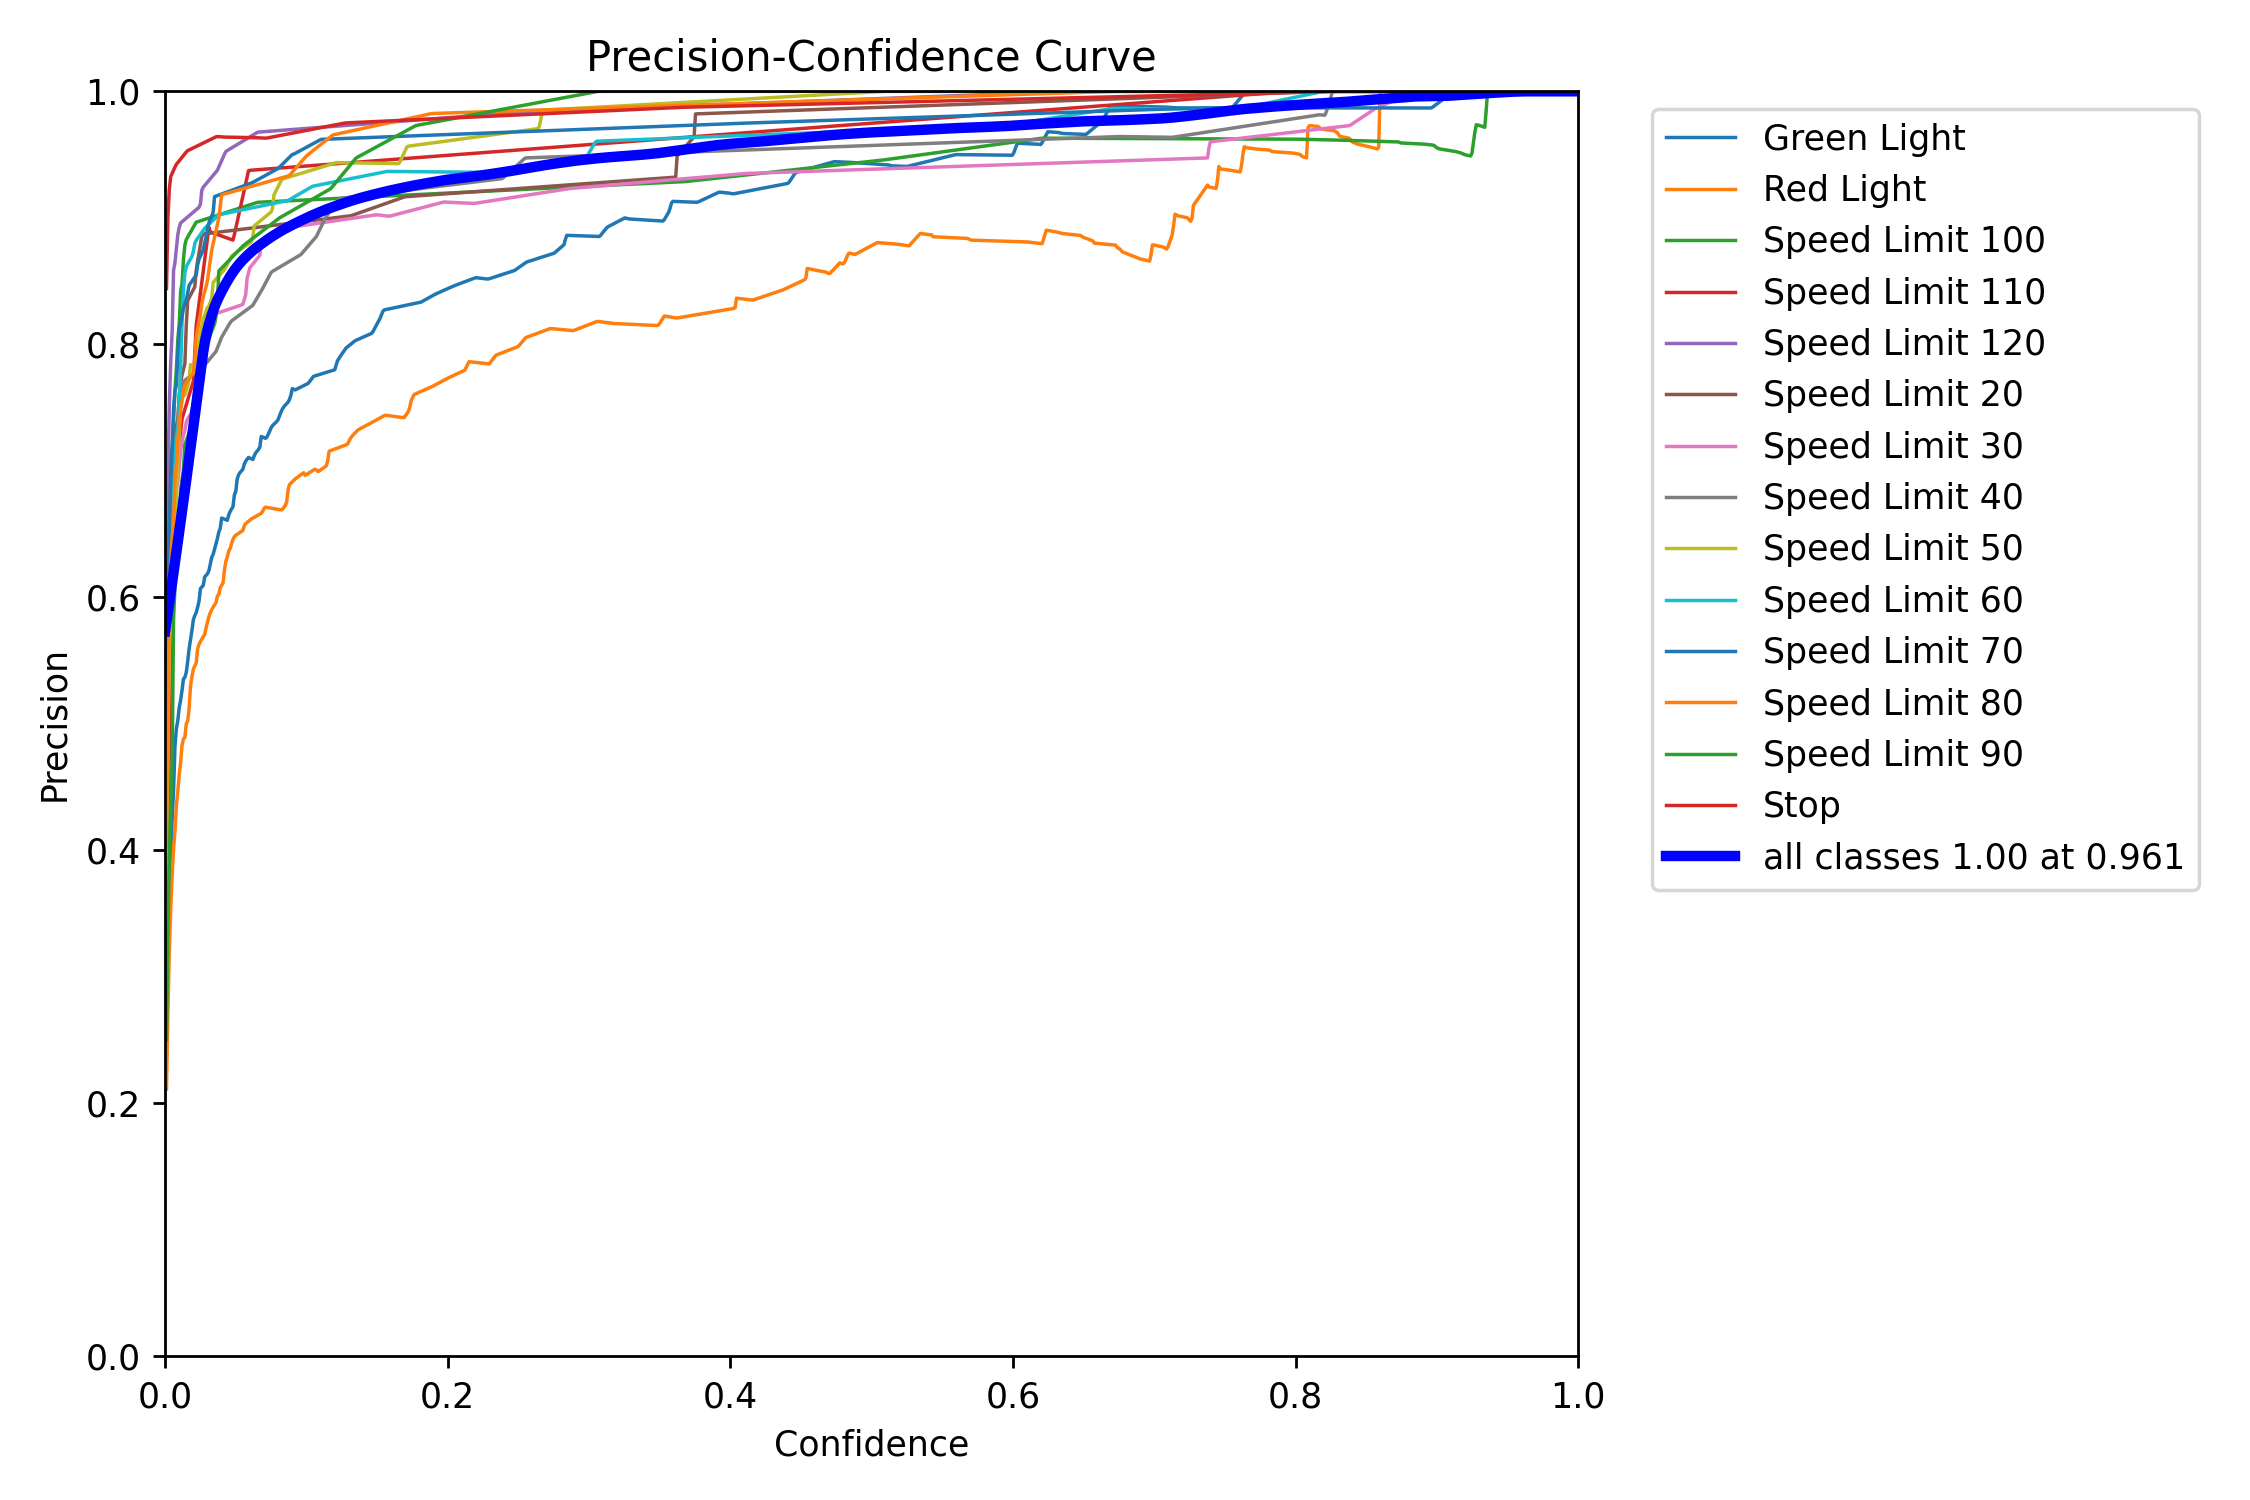 Precision-Confidence Curve
1.0
0.8
0.6
0.4
0.2
0.0
Precision
0.0 0.2 0.4 0.6 0.8 1.0
Confidence
Green Light
Red Light
Speed Limit 100
Speed Limit 110
Speed Limit 120
Speed Limit 20
Speed Limit 30
Speed Limit 40
Speed Limit 50
Speed Limit 60
Speed Limit 70
Speed Limit 80
Speed Limit 90
Stop
all classes 1.00 at 0.961